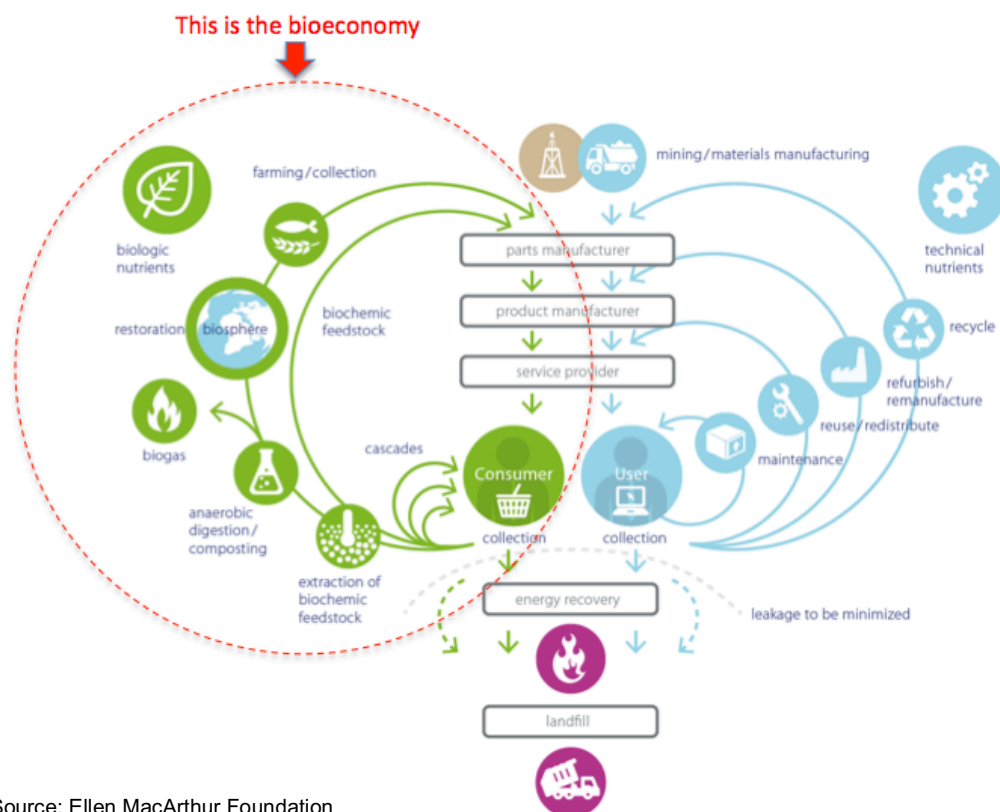 This is the bioeconomy
farming/collection
mining/materials manufacturing
biologic
nutrients
technical
nutrients
parts manufacturer
biochemic
feedstock
product manufacturer
restoration
biosphere
recycle
service provider
refurbish/
remanufacture
reuse/redistribute
biogas
cascades
Consumer
User
maintenance
anaerobic
digestion/
composting
collection
collection
extraction of
biochemic
feedstock
energy recovery
leakage to be minimized
landfill
Source: Ellen MacArthur Foundation